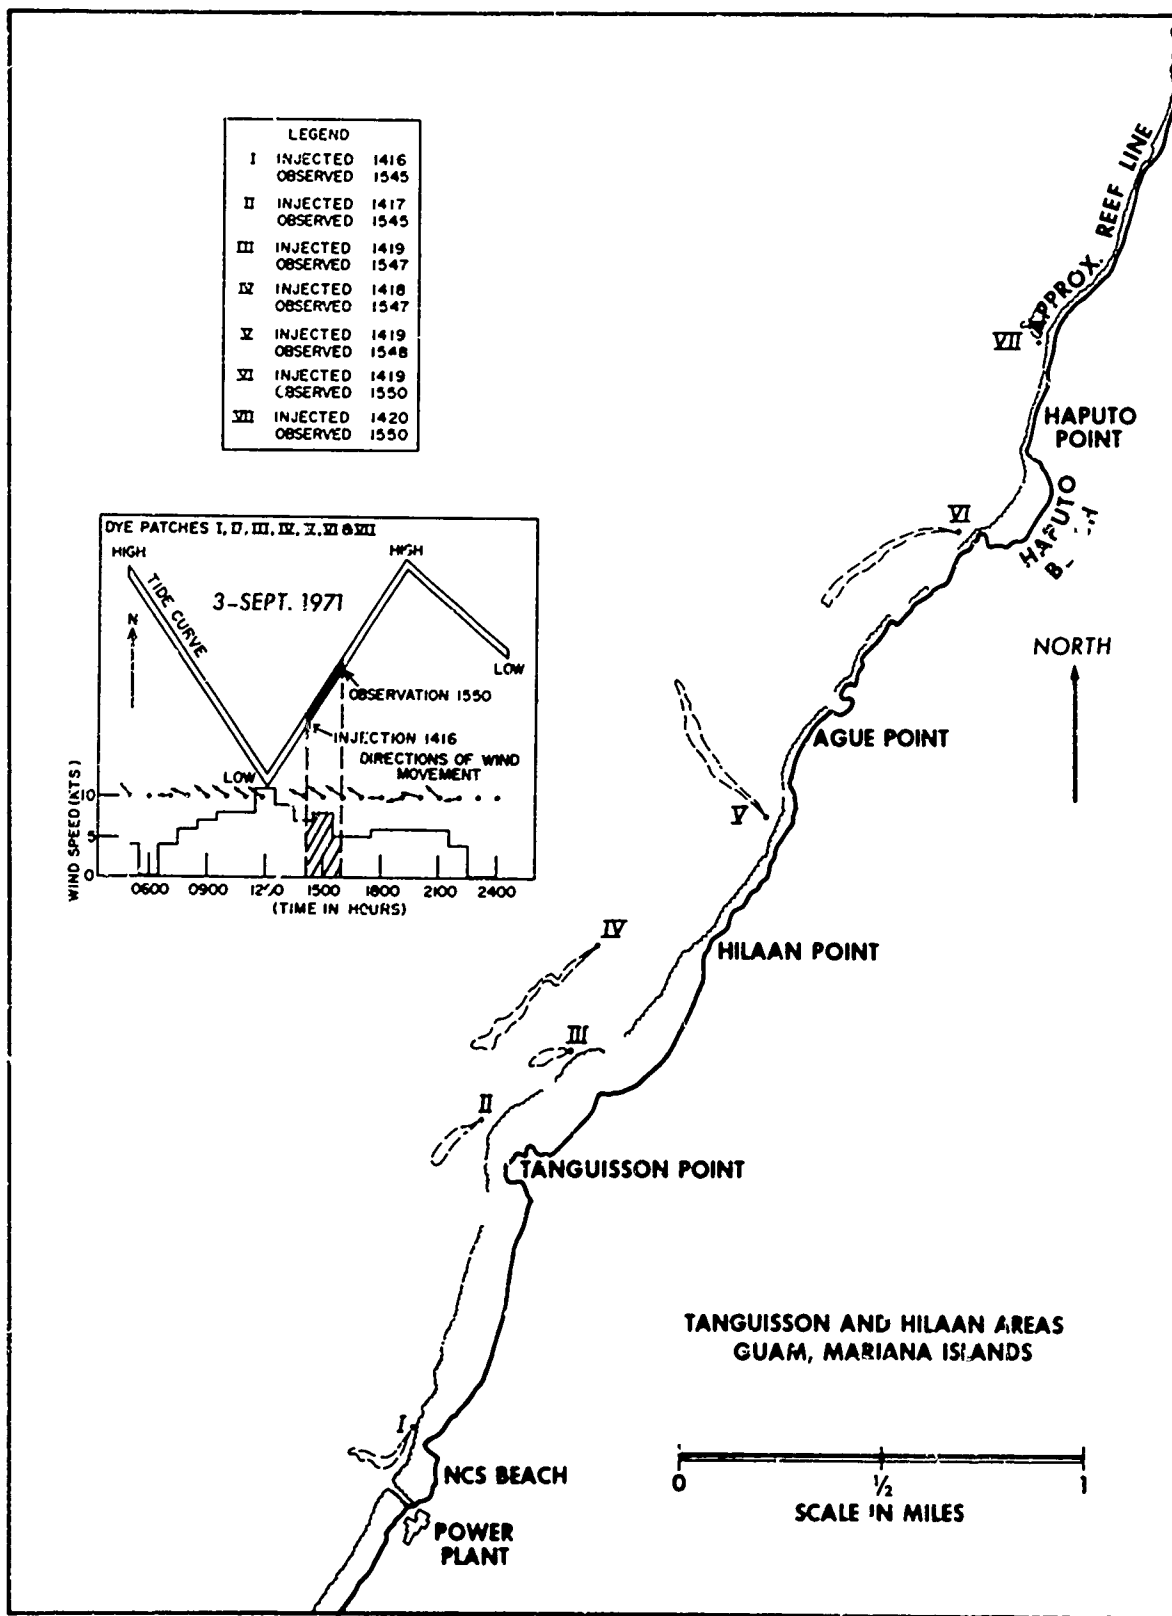 LEGEND
I INJECTED 1416
OBSERVED 1545
II INJECTED 1417
OBSERVED 1545
III INJECTED 1419
OBSERVED 1547
IV INJECTED 1418
OBSERVED 1547
V INJECTED 1419
OBSERVED 1548
VI INJECTED 1419
OBSERVED 1550
VII INJECTED 1420
OBSERVED 1550
APPROX. REEF LINE
VII
HAPUTO
POINT
HAPUTO
VI
NORTH
DYE PATCHES I, II, III, IV, V, VI & VII
HIGH
HIGH
TIDE CURVE
3-SEPT. 1971
N
LOW
OBSERVATION 1550
INJECTION 1416
DIRECTIONS OF WIND
MOVEMENT
LOW
WIND SPEED (KTS)
10
5
0
0600 0900 1200 1500 1800 2100 2400
(TIME IN HOURS)
AGUE POINT
V
IV
HILAAN POINT
III
II
TANGUISSON POINT
TANGUISSON AND HILAAN AREAS
GUAM, MARIANA ISLANDS
I
NCS BEACH
0 ½ 1
SCALE IN MILES
POWER
PLANT